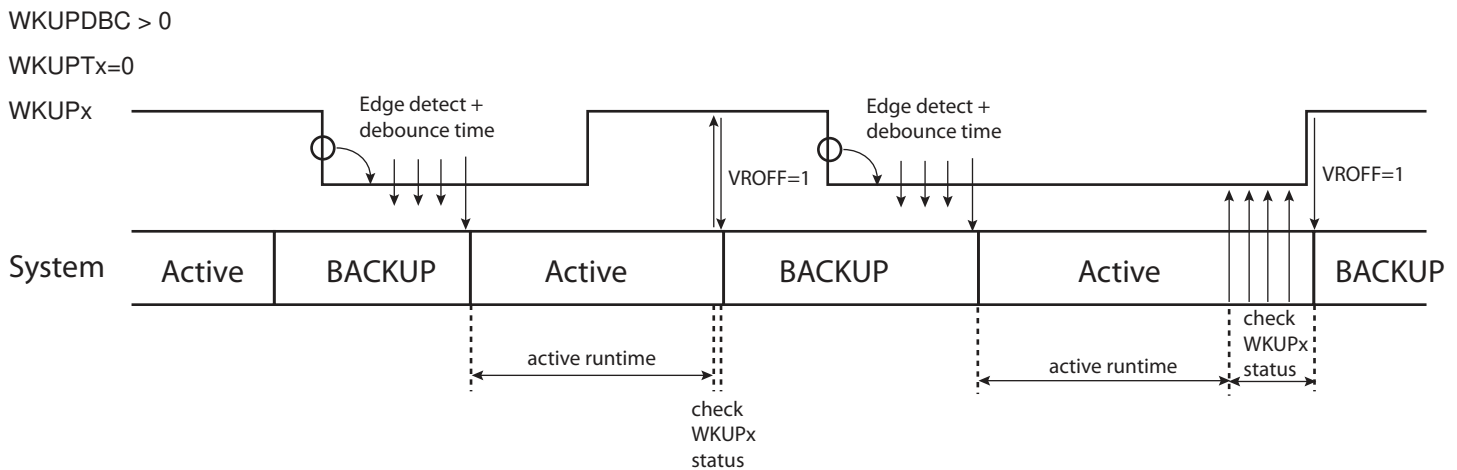 WKUPDBC > 0
WKUPTx=0
WKUPx
Edge detect +
debounce time
VROFF=1
Edge detect +
debounce time
VROFF=1
System
Active
BACKUP
Active
BACKUP
Active
BACKUP
active runtime
check
WKUPx
status
active runtime
check
WKUPx
status